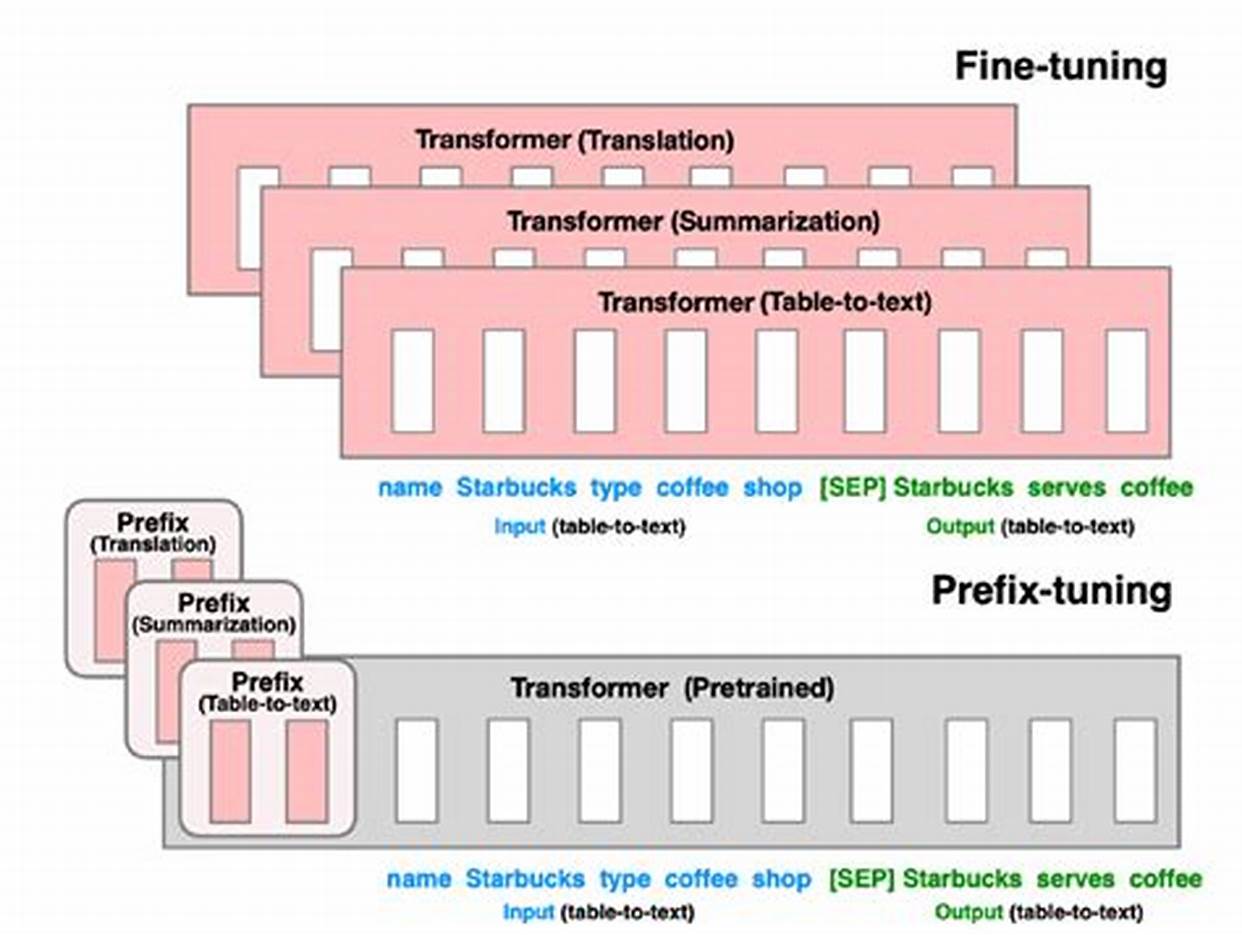 Fine-tuning
Transformer (Translation)
Transformer (Summarization)
Transformer (Table-to-text)
name Starbucks type coffee shop [SEP] Starbucks serves coffee
Input (table-to-text) Output (table-to-text)
Prefix
(Translation)
Prefix-tuning
Prefix
(Summarization)
Prefix
(Table-to-text)
Transformer (Pretrained)
name Starbucks type coffee shop [SEP] Starbucks serves coffee
Input (table-to-text) Output (table-to-text)